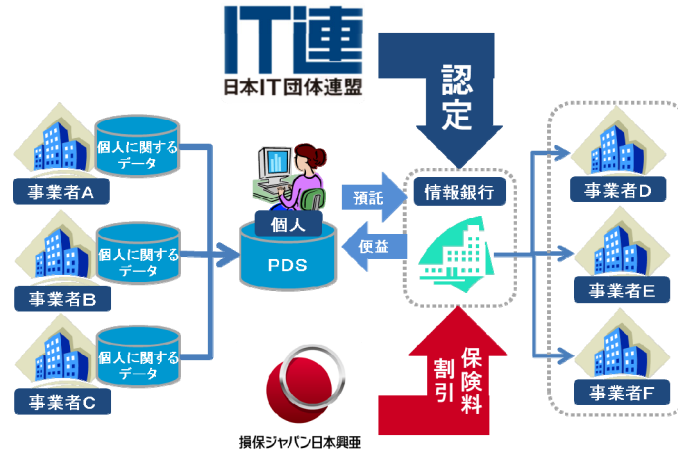 IT連
日本IT団体連盟
認定
個人に関する
データ
事業者A
個人に関する
データ
事業者B
個人に関する
データ
事業者C
個人
PDS
預託
便益
情報銀行
事業者D
事業者E
事業者F
保険料
割引
損保ジャパン日本興亜